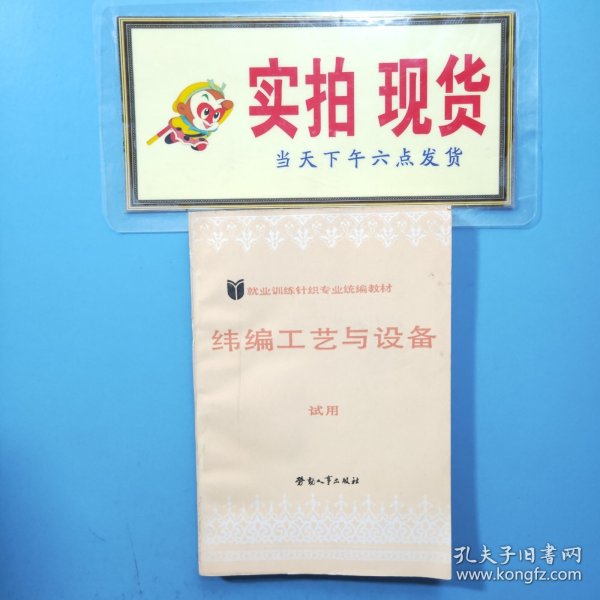 实拍 现货
当天下午六点发货
就业训练针织专业统编教材
纬编工艺与设备
试用
劳动人事出版社
孔夫子旧书网
www.kongfz.com